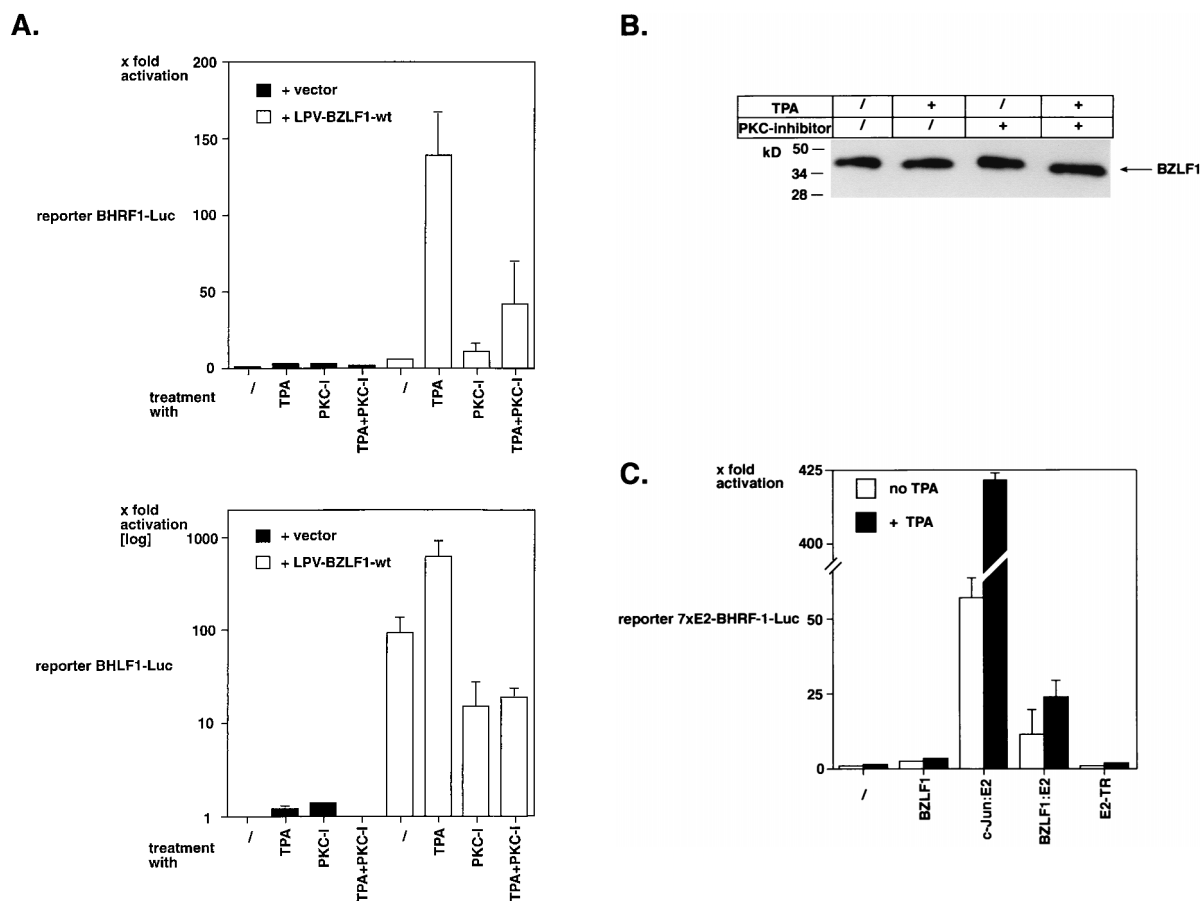 A.
x fold
activation
200
150
100
50
0
+ vector
+ LPV-BZLF1-wt
reporter BHRF1-Luc
treatment
with
/
TPA
PKC-I
TPA+PKC-I
/
TPA
PKC-I
TPA+PKC-I
x fold
activation
[log]
1000
100
10
1
+ vector
+ LPV-BZLF1-wt
reporter BHLF1-Luc
treatment
with
/
TPA
PKC-I
TPA+PKC-I
/
TPA
PKC-I
TPA+PKC-I
B.
TPA / + / +
PKC-inhibitor / / + +
kD 50
34
28
BZLF1
C.
x fold
activation
425
400
50
25
0
no TPA
+ TPA
reporter 7xE2-BHRF-1-Luc
/
BZLF1
c-Jun:E2
BZLF1:E2
E2-TR